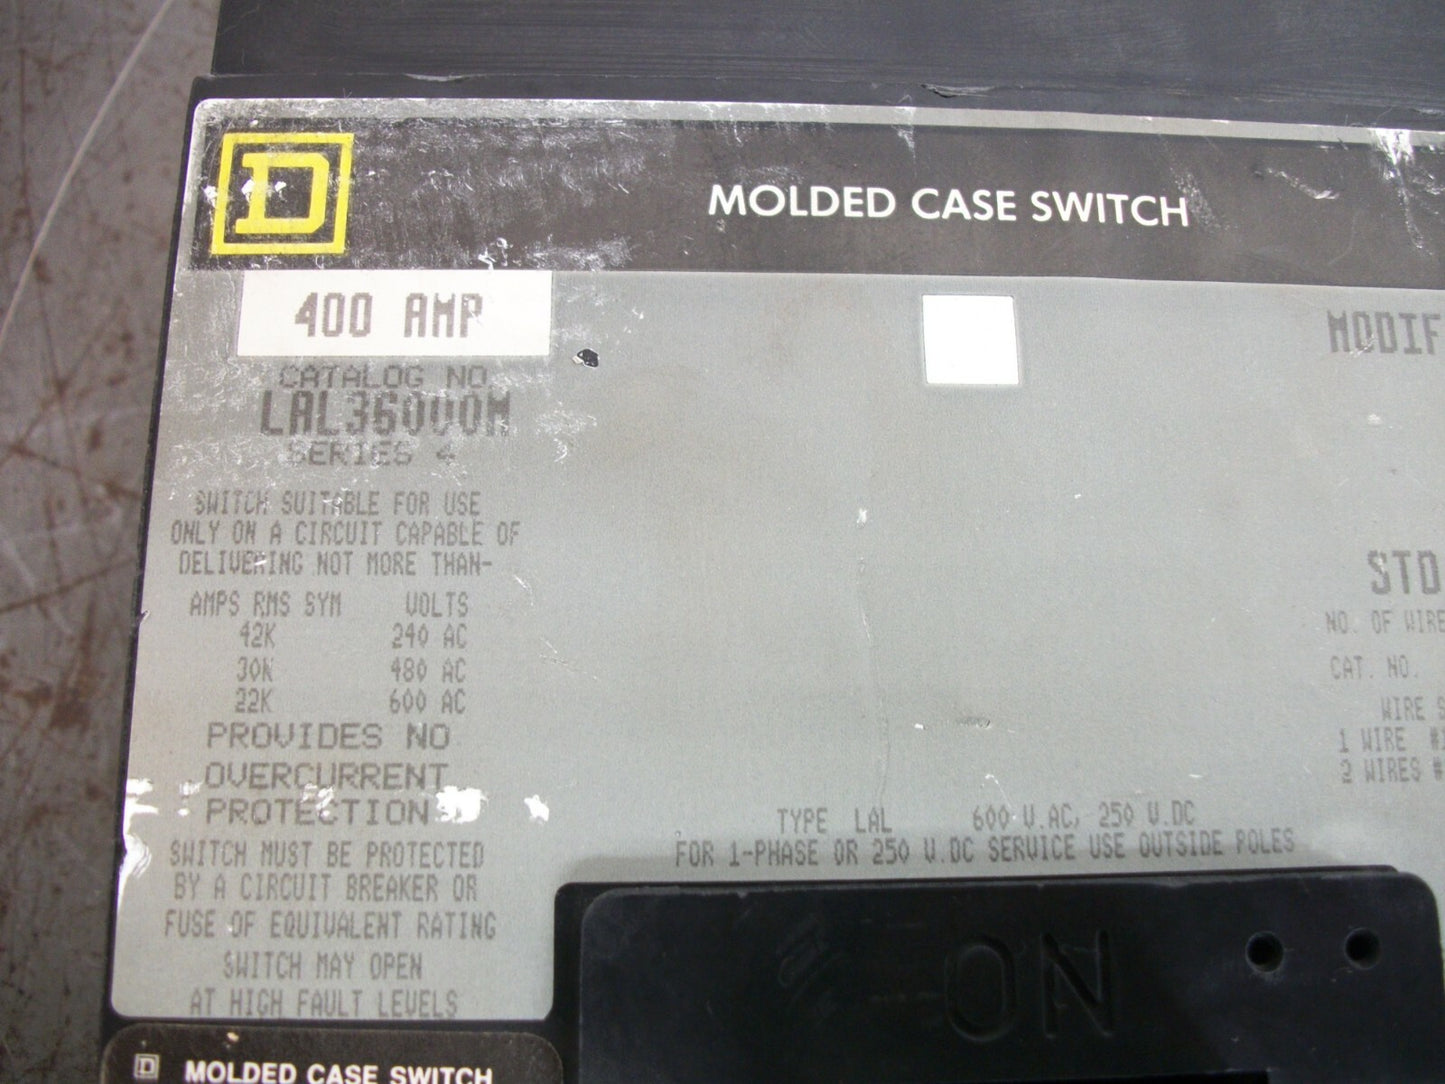 D
MOLDED CASE SWITCH
400 AMP
CATALOG NO.
LAL36000M
SERIES 4
SWITCH SUITABLE FOR USE
ONLY ON A CIRCUIT CAPABLE OF
DELIVERING NOT MORE THAN-
AMPS RMS SYM VOLTS
42K 240 AC
30K 480 AC
22K 600 AC
PROVIDES NO
OVERCURRENT
PROTECTION
SWITCH MUST BE PROTECTED
BY A CIRCUIT BREAKER OR
FUSE OF EQUIVALENT RATING
SWITCH MAY OPEN
AT HIGH FAULT LEVELS
MODIF
STD
NO. OF WIRE
CAT. NO.
WIRE S
1 WIRE #1
2 WIRES #
TYPE LAL 600 V.AC, 250 V.DC
FOR 1-PHASE OR 250 V.DC SERVICE USE OUTSIDE POLES
ON
D MOLDED CASE SWITCH